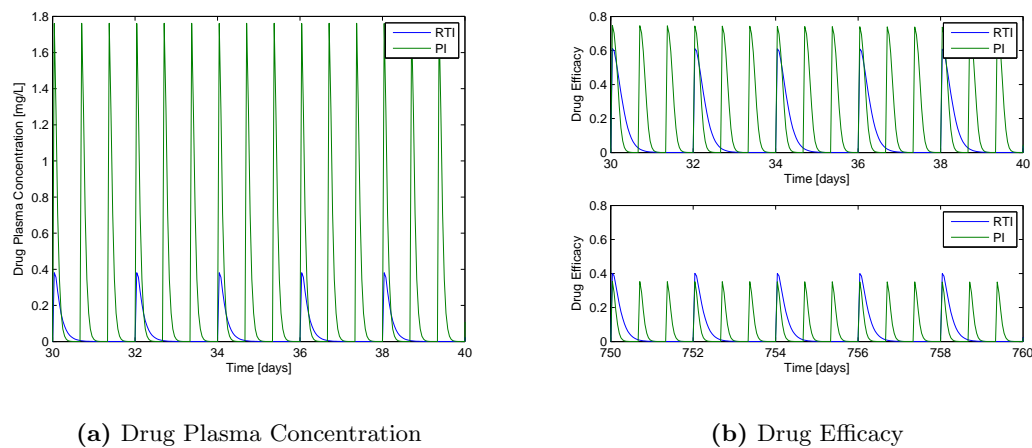 1.8
1.6
1.4
1.2
1
0.8
0.6
0.4
0.2
0
Drug Plasma Concentration [mg/L]
RTI
PI
30 32 34 36 38 40
Time [days]
0.8
0.6
0.4
0.2
0
Drug Efficacy
RTI
PI
30 32 34 36 38 40
Time [days]
0.8
0.6
0.4
0.2
0
Drug Efficacy
RTI
PI
750 752 754 756 758 760
Time [days]
(a) Drug Plasma Concentration
(b) Drug Efficacy